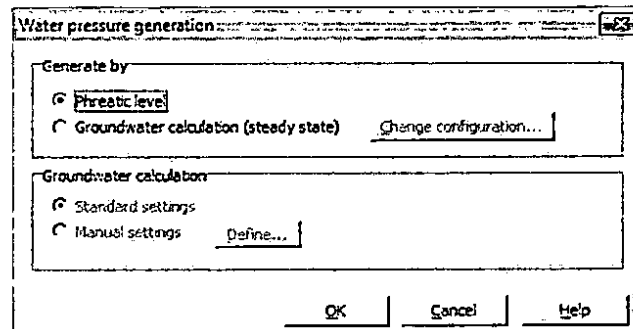 Water pressure generation
Generate by
Phreatic level
Groundwater calculation (steady state) Change configuration...
Groundwater calculation
Standard settings
Manual settings Define...
OK Cancel Help